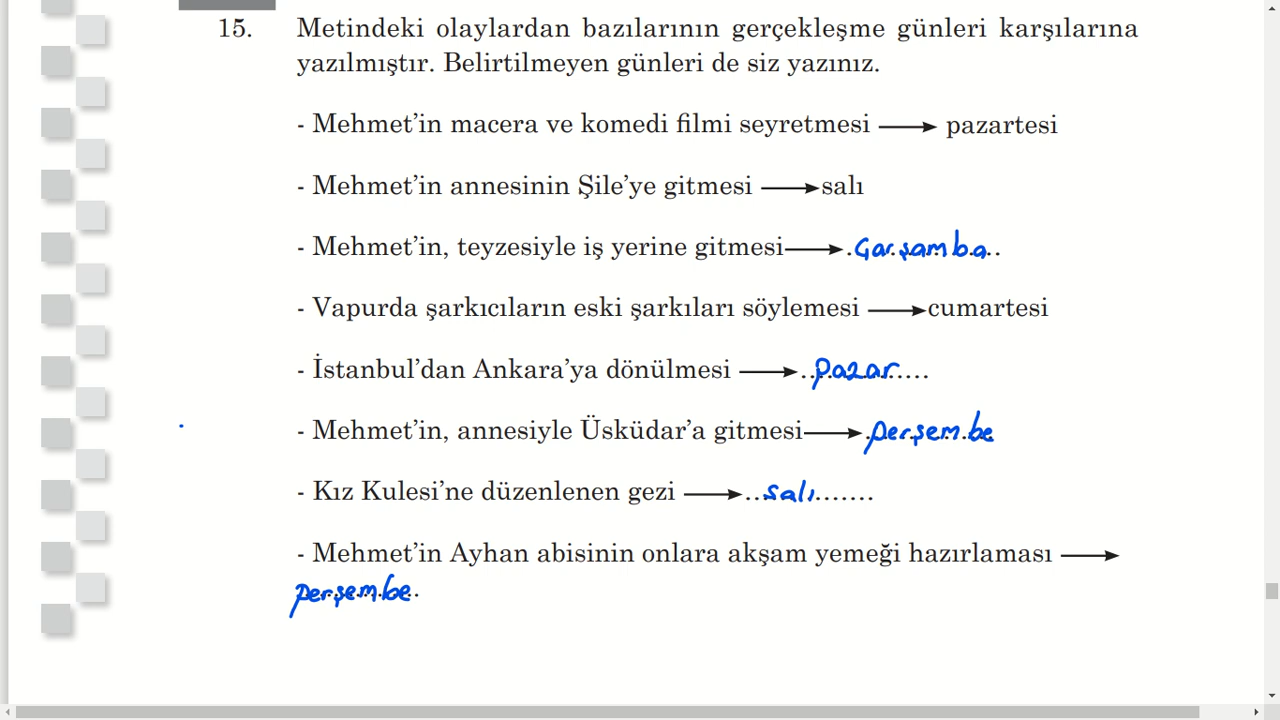 15. Metindeki olaylardan bazılarının gerçekleşme günleri karşılarına
yazılmıştır. Belirtilmeyen günleri de siz yazınız.
- Mehmet'in macera ve komedi filmi seyretmesi → pazartesi
- Mehmet'in annesinin Şile'ye gitmesi → salı
- Mehmet'in, teyzesiyle iş yerine gitmesi → Çarşamba
- Vapurda şarkıcıların eski şarkıları söylemesi → cumartesi
- İstanbul'dan Ankara'ya dönülmesi → pazar
- Mehmet'in, annesiyle Üsküdar'a gitmesi → perşembe
- Kız Kulesi'ne düzenlenen gezi → salı
- Mehmet'in Ayhan abisinin onlara akşam yemeği hazırlaması →
perşembe